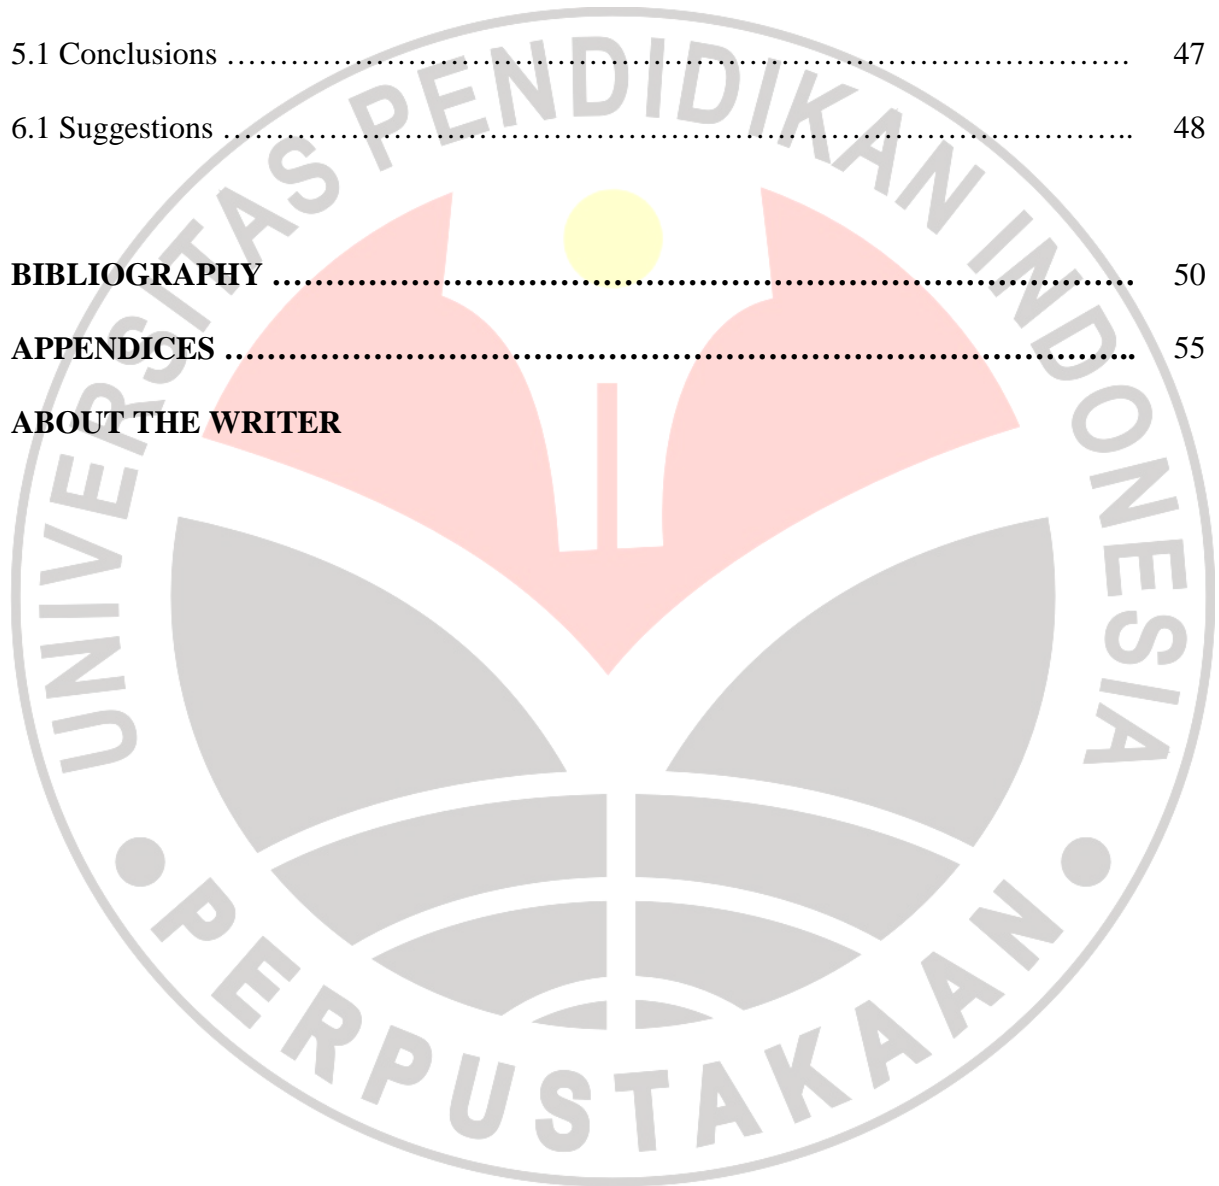 5.1 Conclusions ………………………………………………………………………. 47
6.1 Suggestions ……………………………………………………………………….. 48
BIBLIOGRAPHY ……………………………………………………………………. 50
APPENDICES ……………………………………………………………………….. 55
ABOUT THE WRITER
UNIVERSITAS PENDIDIKAN INDONESIA
PERPUSTAKAAN